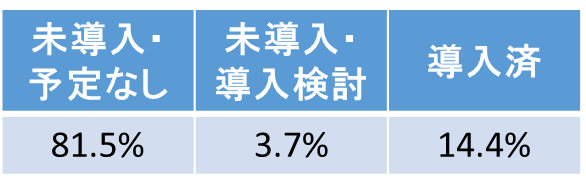 未導入・
予定なし
未導入・
導入検討
導入済
81.5%
3.7%
14.4%